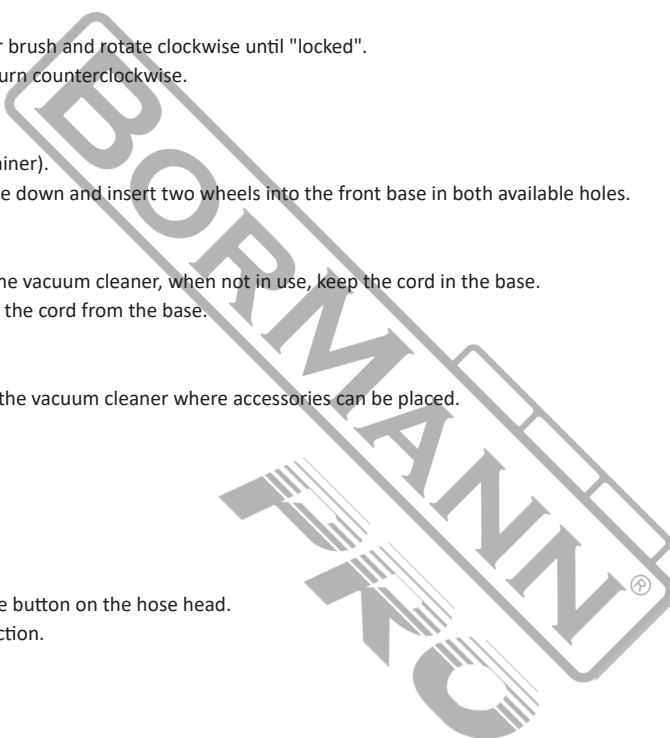 r brush and rotate clockwise until "locked".
urn counterclockwise.
iner).
e down and insert two wheels into the front base in both available holes.
he vacuum cleaner, when not in use, keep the cord in the base.
the cord from the base.
the vacuum cleaner where accessories can be placed.
e button on the hose head.
ction.
BORMANN®
PRO